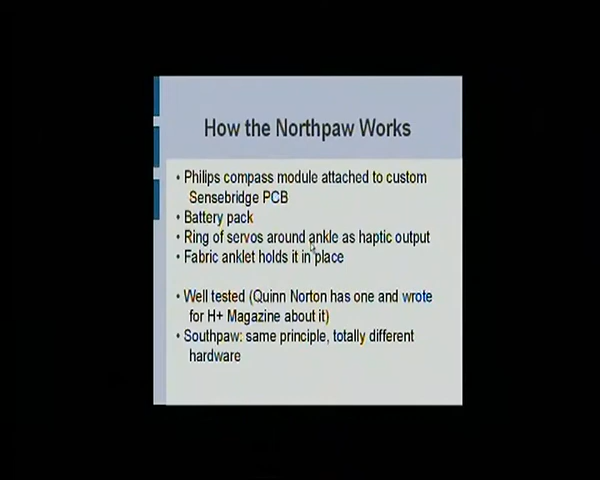 How the Northpaw Works
• Philips compass module attached to custom
Sensebridge PCB
• Battery pack
• Ring of servos around ankle as haptic output
• Fabric anklet holds it in place
• Well tested (Quinn Norton has one and wrote
for H+ Magazine about it)
• Southpaw: same principle, totally different
hardware